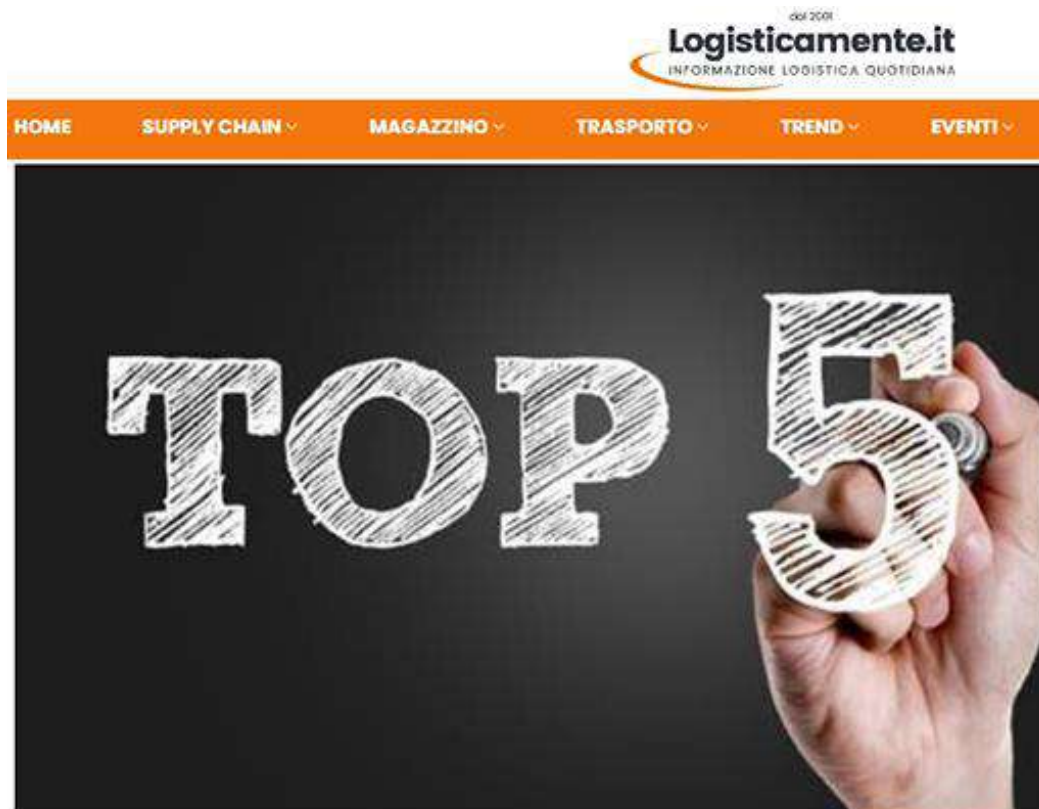 dal 2001
Logisticamente.it
INFORMAZIONE LOGISTICA QUOTIDIANA
HOME SUPPLY CHAIN MAGAZZINO TRASPORTO TREND EVENTI
TOP 5